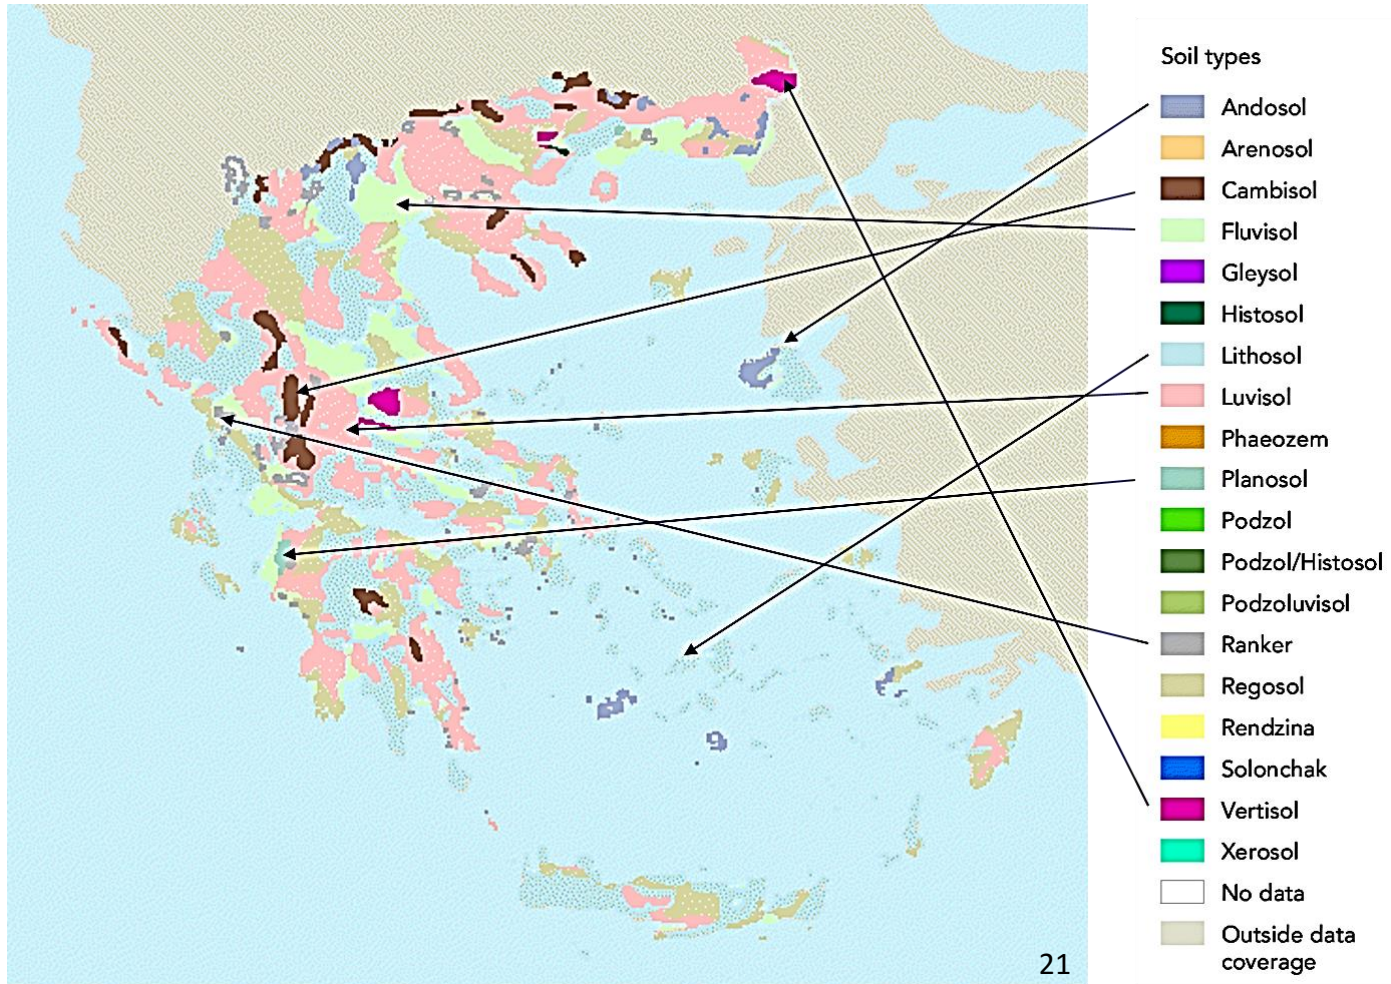 Soil types
Andosol
Arenosol
Cambisol
Fluvisol
Gleysol
Histosol
Lithosol
Luvisol
Phaeozem
Planosol
Podzol
Podzol/Histosol
Podzoluvisol
Ranker
Regosol
Rendzina
Solonchak
Vertisol
Xerosol
No data
Outside data
coverage
21